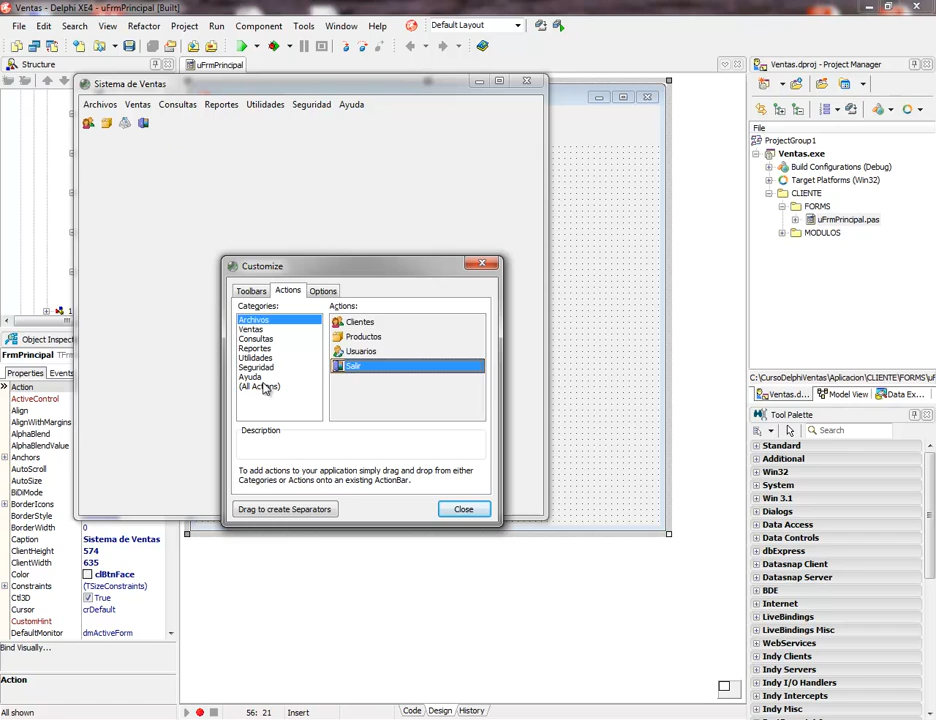 Ventas - Delphi XE4 - uFrmPrincipal [Built]
File Edit Search View Refactor Project Run Component Tools Window Help Default Layout
Structure
uFrmPrincipal
Ventas.dproj - Project Manager
Sistema de Ventas
Archivos Ventas Consultas Reportes Utilidades Seguridad Ayuda
File
ProjectGroup1
Ventas.exe
Build Configurations (Debug)
Target Platforms (Win32)
CLIENTE
FORMS
uFrmPrincipal.pas
MODULOS
C:\CursoDelphiVentas\Aplicacion\CLIENTE\FORMS\uF
Ventas.d... Model View Data Ex...
Customize
Toolbars Actions Options
Categories: Actions:
Archivos
Ventas
Consultas
Reportes
Utilidades
Seguridad
Ayuda
(All Actions)
Clientes
Productos
Usuarios
Salir
Description
To add actions to your application simply drag and drop from either
Categories or Actions onto an existing ActionBar.
Drag to create Separators Close
Object Inspect
FrmPrincipal TF
Properties Events
Action
ActiveControl
Align
AlignWithMargins
AlphaBlend
AlphaBlendValue
Anchors
AutoScroll
AutoSize
BiDiMode
BorderIcons
BorderStyle
BorderWidth 0
Caption Sistema de Ventas
ClientHeight 574
ClientWidth 635
Color clBtnFace
Constraints (TSizeConstraints)
Ctl3D True
Cursor crDefault
CustomHint
DefaultMonitor dmActiveForm
Bind Visually...
Action
All shown
56: 21 Insert Code Design History
Tool Palette
Search
Standard
Additional
Win32
System
Win 3.1
Dialogs
Data Access
Data Controls
dbExpress
Datasnap Client
Datasnap Server
BDE
Internet
LiveBindings
LiveBindings Misc
WebServices
Indy Clients
Indy Servers
Indy I/O Handlers
Indy Intercepts
Indy Misc